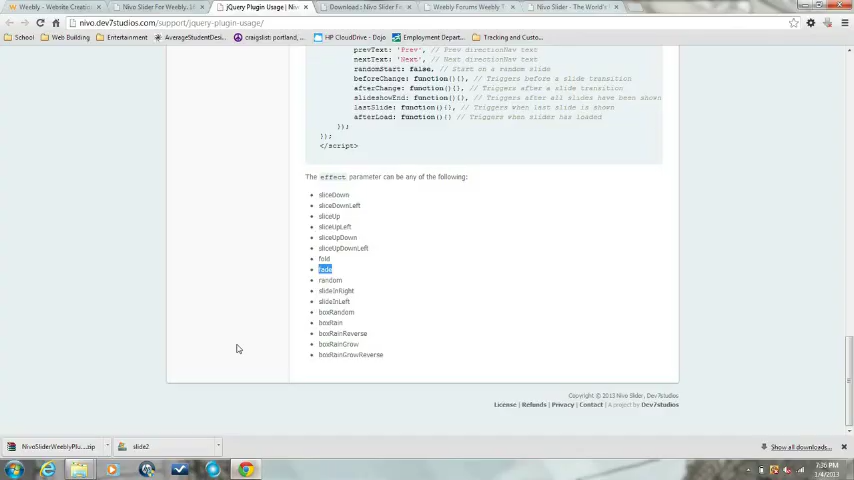 Weebly - Website Creation
Nivo Slider For Weebly.
jQuery Plugin Usage | Nivo
Download : Nivo Slider Fo
Weebly Forums Weebly T
Nivo Slider - The World's
nivo.dev7studios.com/support/jquery-plugin-usage/
School
Web Building
Entertainment
AverageStudentDesign...
craigslist: portland, ...
HP CloudDrive - Dojo
Employment Depar...
Tracking and Custo...
prevText: 'Prev', // Prev directionNav text
nextText: 'Next', // Next directionNav text
randomStart: false, // Start on a random slide
beforeChange: function(){}, // Triggers before a slide transition
afterChange: function(){}, // Triggers after a slide transition
slideshowEnd: function(){}, // Triggers after all slides have been shown
lastSlide: function(){}, // Triggers when last slide is shown
afterLoad: function(){} // Triggers when slider has loaded
});
});
</script>
The effect parameter can be any of the following:
sliceDown
sliceDownLeft
sliceUp
sliceUpLeft
sliceUpDown
sliceUpDownLeft
fold
fade
random
slideInRight
slideInLeft
boxRandom
boxRain
boxRainReverse
boxRainGrow
boxRainGrowReverse
Copyright © 2013 Nivo Slider, Dev7studios
License | Refunds | Privacy | Contact | A project by Dev7studios
NivoSliderWeeblyPlu....zip
slide2
Show all downloads...
7:36 PM
3/4/2013